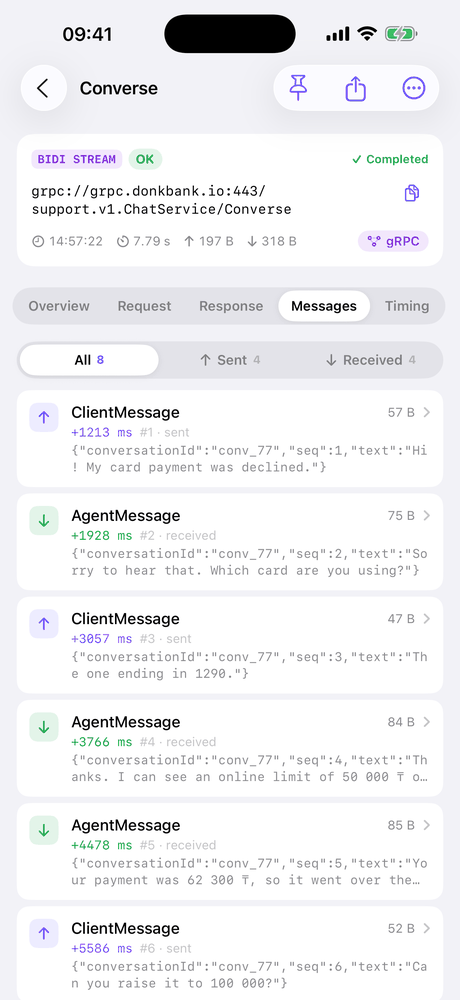 09:41
Converse
BIDI STREAM OK Completed
grpc://grpc.donkbank.io:443/
support.v1.ChatService/Converse
14:57:22 7.79 s 197 B 318 B gRPC
Overview Request Response Messages Timing
All 8 Sent 4 Received 4
ClientMessage 57 B
+1213 ms #1 · sent
{"conversationId":"conv_77","seq":1,"text":"Hi
! My card payment was declined."}
AgentMessage 75 B
+1928 ms #2 · received
{"conversationId":"conv_77","seq":2,"text":"So
rry to hear that. Which card are you using?"}
ClientMessage 47 B
+3057 ms #3 · sent
{"conversationId":"conv_77","seq":3,"text":"Th
e one ending in 1290."}
AgentMessage 84 B
+3766 ms #4 · received
{"conversationId":"conv_77","seq":4,"text":"Th
anks. I can see an online limit of 50 000 ₸ o…
AgentMessage 85 B
+4478 ms #5 · received
{"conversationId":"conv_77","seq":5,"text":"Yo
ur payment was 62 300 ₸, so it went over the…
ClientMessage 52 B
+5586 ms #6 · sent
{"conversationId":"conv_77","seq":6,"text":"Ca
n you raise it to 100 000?"}